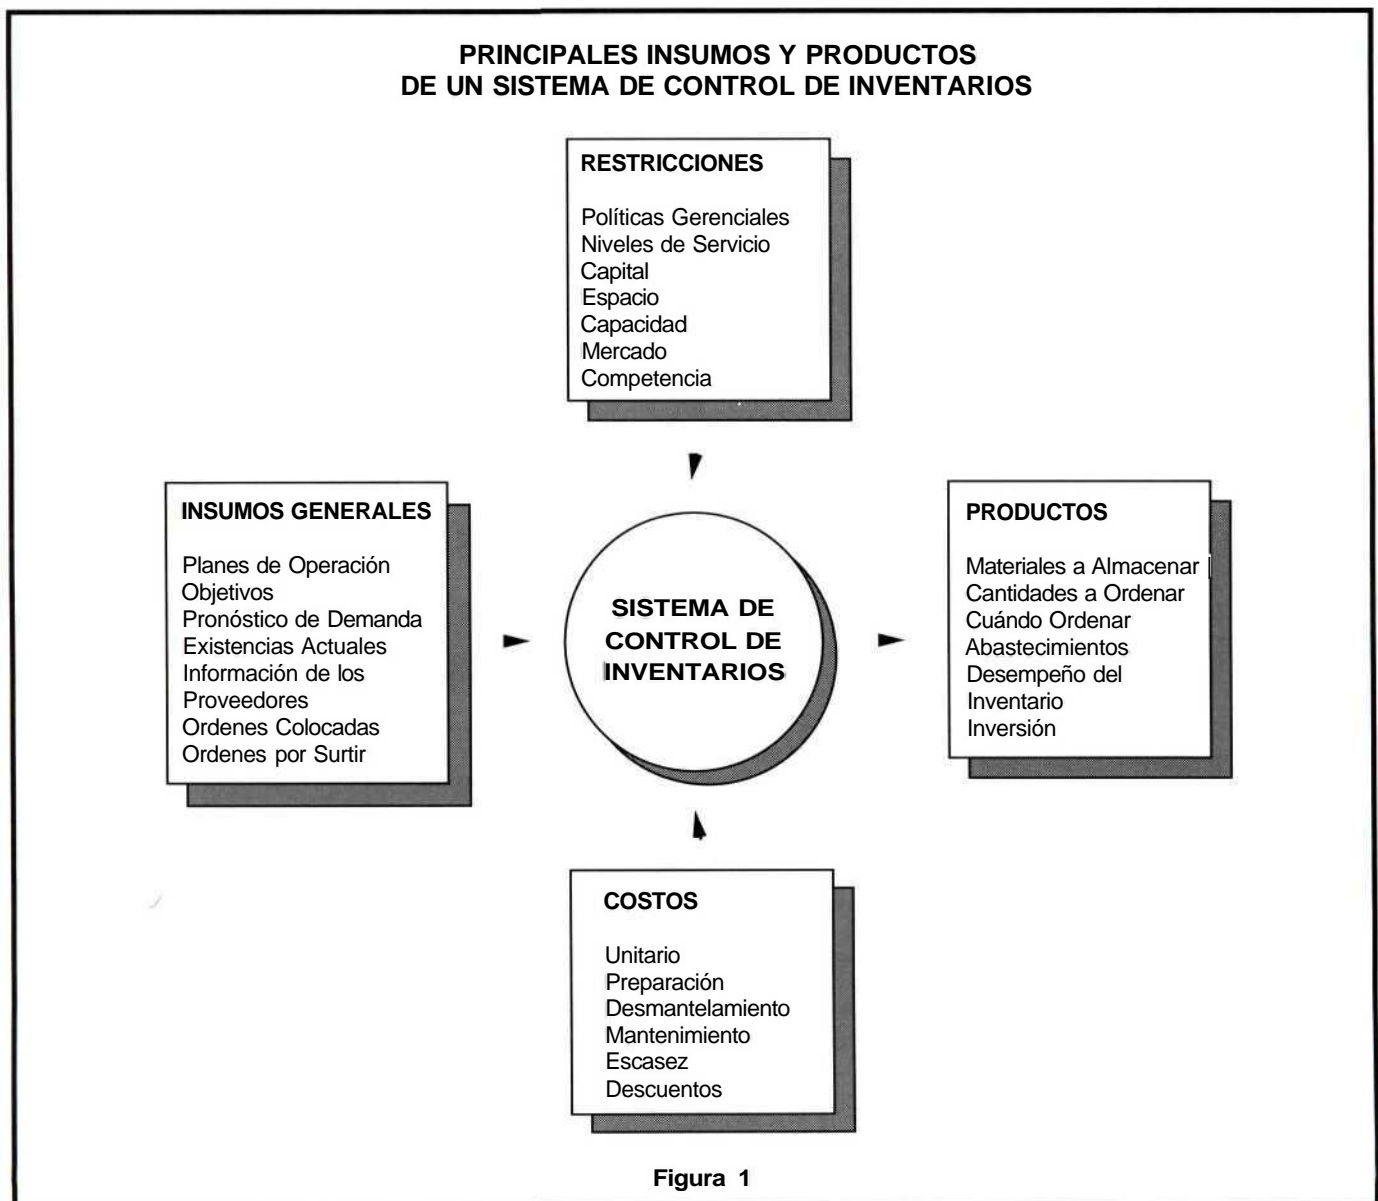 PRINCIPALES INSUMOS Y PRODUCTOS
DE UN SISTEMA DE CONTROL DE INVENTARIOS
RESTRICCIONES
Políticas Gerenciales
Niveles de Servicio
Capital
Espacio
Capacidad
Mercado
Competencia
INSUMOS GENERALES
Planes de Operación
Objetivos
Pronóstico de Demanda
Existencias Actuales
Información de los
Proveedores
Ordenes Colocadas
Ordenes por Surtir
SISTEMA DE
CONTROL DE
INVENTARIOS
PRODUCTOS
Materiales a Almacenar
Cantidades a Ordenar
Cuándo Ordenar
Abastecimientos
Desempeño del
Inventario
Inversión
COSTOS
Unitario
Preparación
Desmantelamiento
Mantenimiento
Escasez
Descuentos
Figura 1